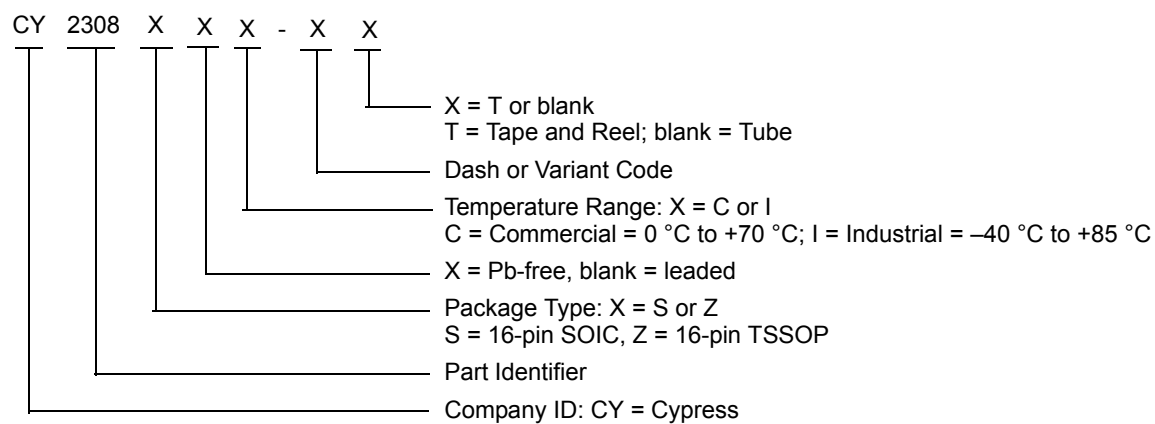 CY 2308 X X X - X X
X = T or blank
T = Tape and Reel; blank = Tube
Dash or Variant Code
Temperature Range: X = C or I
C = Commercial = 0 °C to +70 °C; I = Industrial = –40 °C to +85 °C
X = Pb-free, blank = leaded
Package Type: X = S or Z
S = 16-pin SOIC, Z = 16-pin TSSOP
Part Identifier
Company ID: CY = Cypress